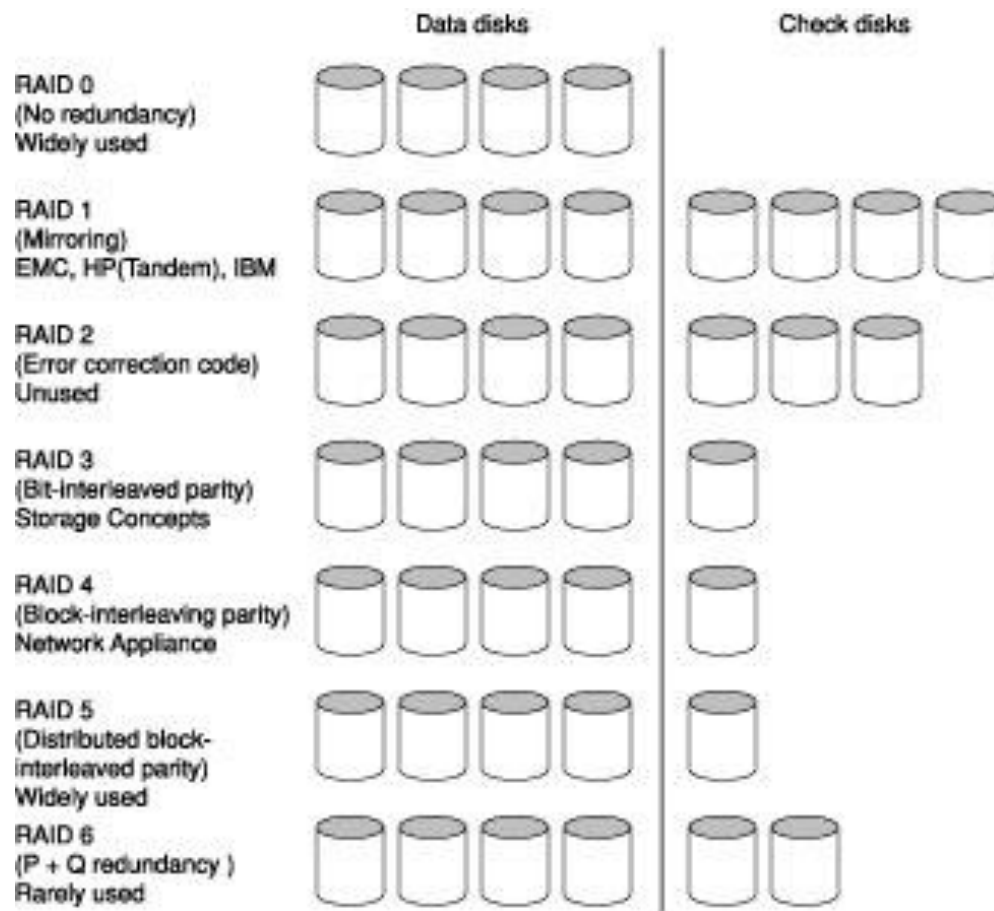 Data disks
Check disks
RAID 0
(No redundancy)
Widely used
RAID 1
(Mirroring)
EMC, HP(Tandem), IBM
RAID 2
(Error correction code)
Unused
RAID 3
(Bit-interleaved parity)
Storage Concepts
RAID 4
(Block-interleaving parity)
Network Appliance
RAID 5
(Distributed block-
interleaved parity)
Widely used
RAID 6
(P + Q redundancy )
Rarely used